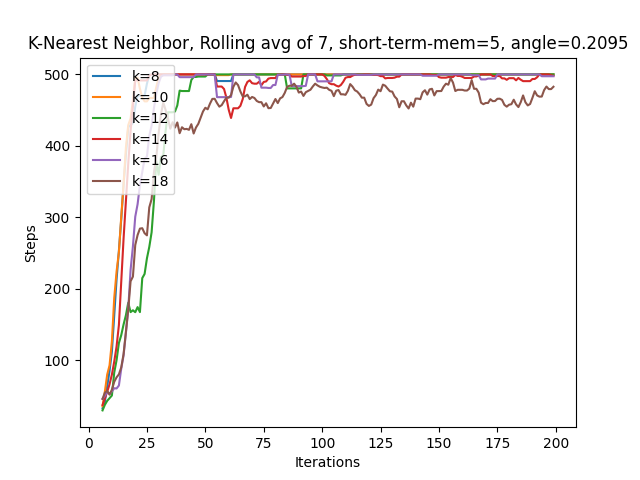 K-Nearest Neighbor, Rolling avg of 7, short-term-mem=5, angle=0.2095
500
400
300
200
100
Steps
k=8
k=10
k=12
k=14
k=16
k=18
0 25 50 75 100 125 150 175 200
Iterations